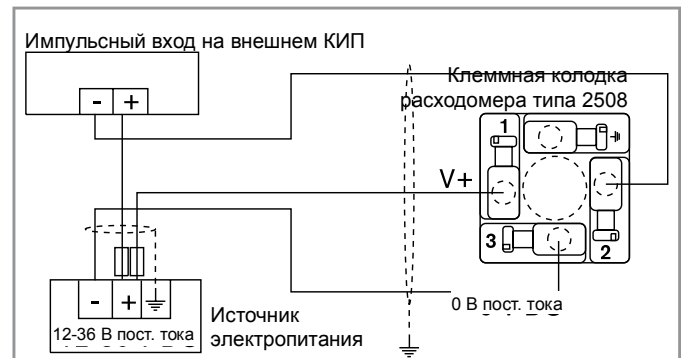 Импульсный вход на внешнем КИП
- +
Клеммная колодка
расходомера типа 2508
1
V+
3
2
0 В пост. тока
- +
12-36 В пост. тока
Источник
электропитания